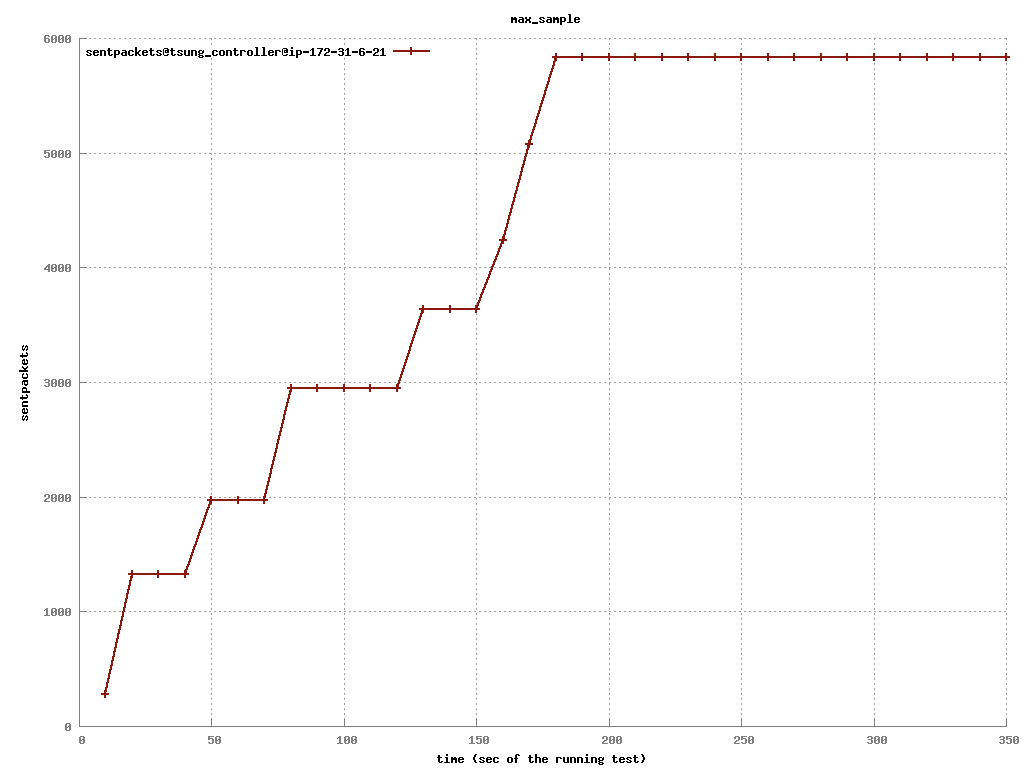 max_sample
sentpackets@tsung_controller@ip-172-31-6-21
6000
5000
4000
3000
2000
1000
0
sentpackets
0 50 100 150 200 250 300 350
time (sec of the running test)